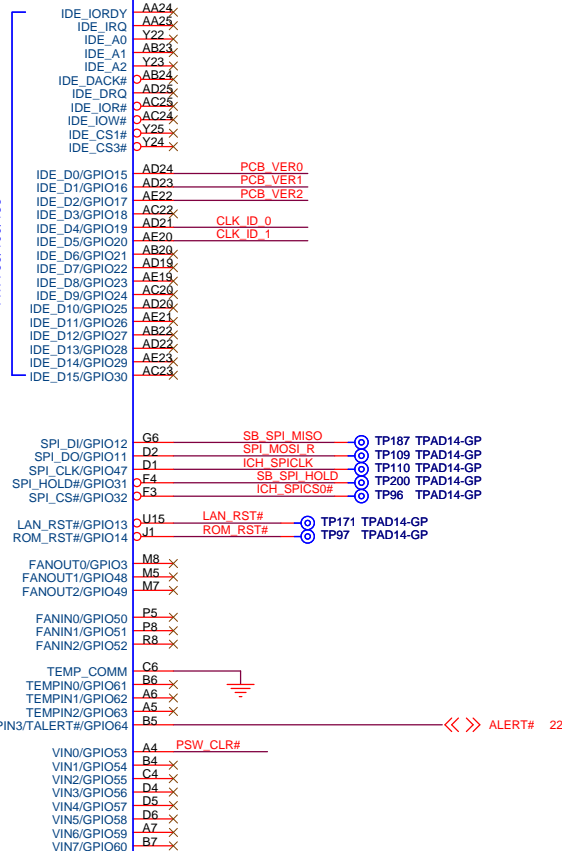 IDE_IORDY AA24
IDE_IRQ AA25
IDE_A0 Y22
IDE_A1 AB23
IDE_A2 Y23
IDE_DACK# AB24
IDE_DRQ AD25
IDE_IOR# AC25
IDE_IOW# AC24
IDE_CS1# Y25
IDE_CS3# Y24
IDE_D0/GPIO15 AD24 PCB_VER0
IDE_D1/GPIO16 AD23 PCB_VER1
IDE_D2/GPIO17 AE22 PCB_VER2
IDE_D3/GPIO18 AC22
IDE_D4/GPIO19 AD21 CLK_ID_0
IDE_D5/GPIO20 AE20 CLK_ID_1
IDE_D6/GPIO21 AB20
IDE_D7/GPIO22 AD19
IDE_D8/GPIO23 AE19
IDE_D9/GPIO24 AC20
IDE_D10/GPIO25 AD20
IDE_D11/GPIO26 AE21
IDE_D12/GPIO27 AB22
IDE_D13/GPIO28 AD22
IDE_D14/GPIO29 AE23
IDE_D15/GPIO30 AC23
SPI_DI/GPIO12 G6 SB_SPI_MISO TP187 TPAD14-GP
SPI_DO/GPIO11 D2 SPI_MOSI_R TP109 TPAD14-GP
SPI_CLK/GPIO47 D1 ICH_SPICLK TP110 TPAD14-GP
SPI_HOLD#/GPIO31 F4 SB_SPI_HOLD TP200 TPAD14-GP
SPI_CS#/GPIO32 F3 ICH_SPICS0# TP96 TPAD14-GP
LAN_RST#/GPIO13 U15 LAN_RST# TP171 TPAD14-GP
ROM_RST#/GPIO14 J1 ROM_RST# TP97 TPAD14-GP
FANOUT0/GPIO3 M8
FANOUT1/GPIO48 M5
FANOUT2/GPIO49 M7
FANIN0/GPIO50 P5
FANIN1/GPIO51 P8
FANIN2/GPIO52 R8
TEMP_COMM C6
TEMPIN0/GPIO61 B6
TEMPIN1/GPIO62 A6
TEMPIN2/GPIO63 A5
PIN3/TALERT#/GPIO64 B5 ALERT# 22
VIN0/GPIO53 A4 PSW_CLR#
VIN1/GPIO54 B4
VIN2/GPIO55 C4
VIN3/GPIO56 D4
VIN4/GPIO57 D5
VIN5/GPIO58 D6
VIN6/GPIO59 A7
VIN7/GPIO60 B7